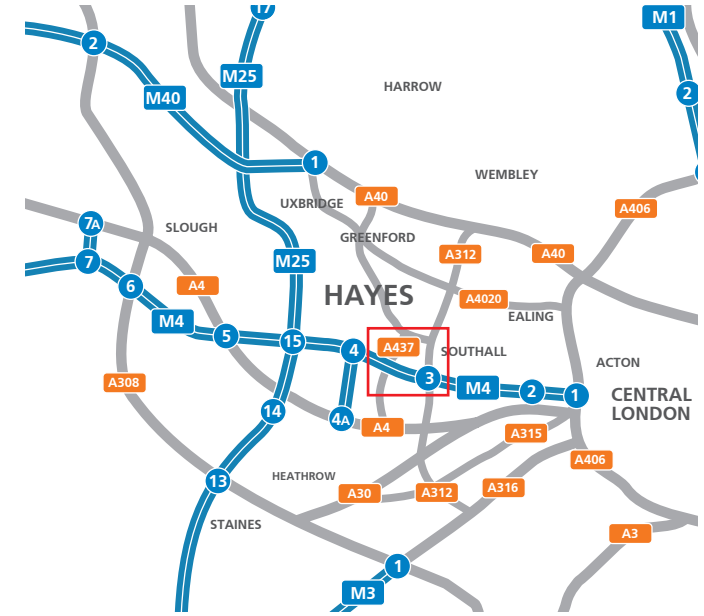 17
M1
2
M25
HARROW
M40
2
1
WEMBLEY
A40
UXBRIDGE
A406
7A
SLOUGH
GREENFORD
A312
A40
7
M25
6
A4
HAYES
A4020
EALING
M4
5
15
4
A437
SOUTHALL
ACTON
A308
3
M4
2
1
CENTRAL
LONDON
14
4A
A4
A315
A406
13
HEATHROW
A30
A312
A316
STAINES
A3
1
M3